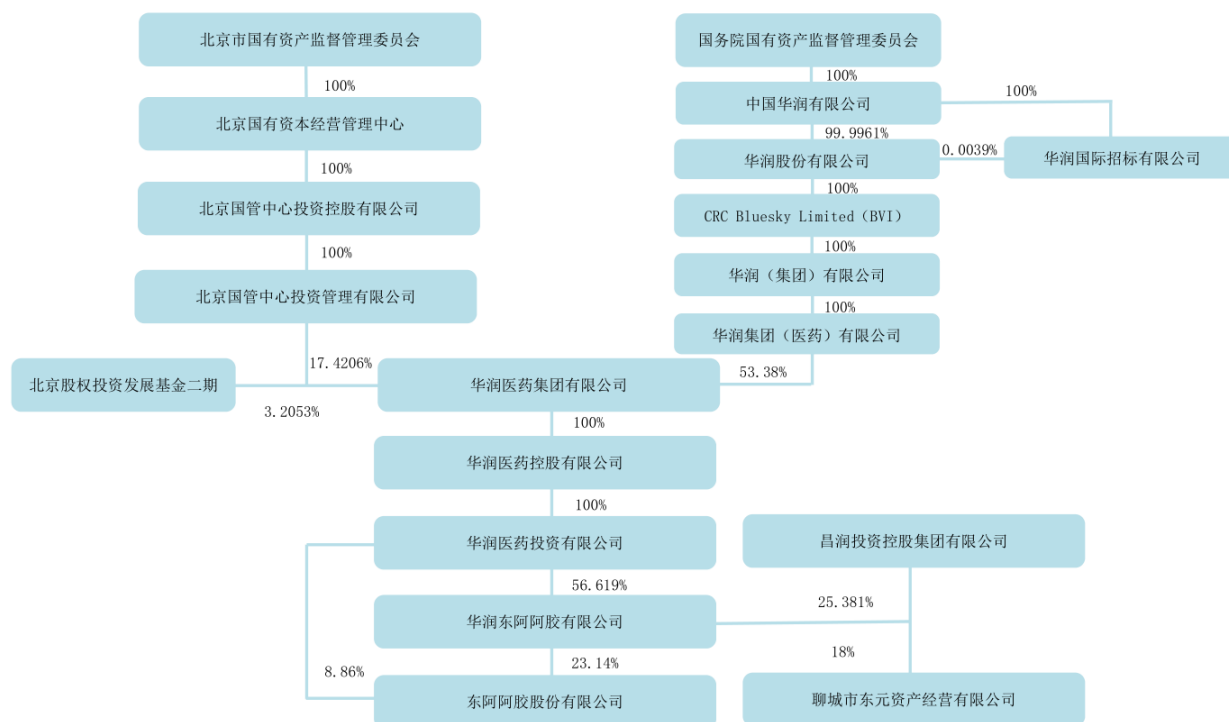 北京市国有资产监督管理委员会
国务院国有资产监督管理委员会
100%
100%
中国华润有限公司
100%
北京国有资本经营管理中心
99.9961%
华润股份有限公司
0.0039%
华润国际招标有限公司
100%
100%
北京国管中心投资控股有限公司
CRC Bluesky Limited（BVI）
100%
100%
华润（集团）有限公司
北京国管中心投资管理有限公司
100%
华润集团（医药）有限公司
17.4206%
53.38%
北京股权投资发展基金二期
华润医药集团有限公司
3.2053%
100%
华润医药控股有限公司
100%
华润医药投资有限公司
昌润投资控股集团有限公司
56.619%
25.381%
华润东阿阿胶有限公司
18%
23.14%
8.86%
东阿阿胶股份有限公司
聊城市东元资产经营有限公司